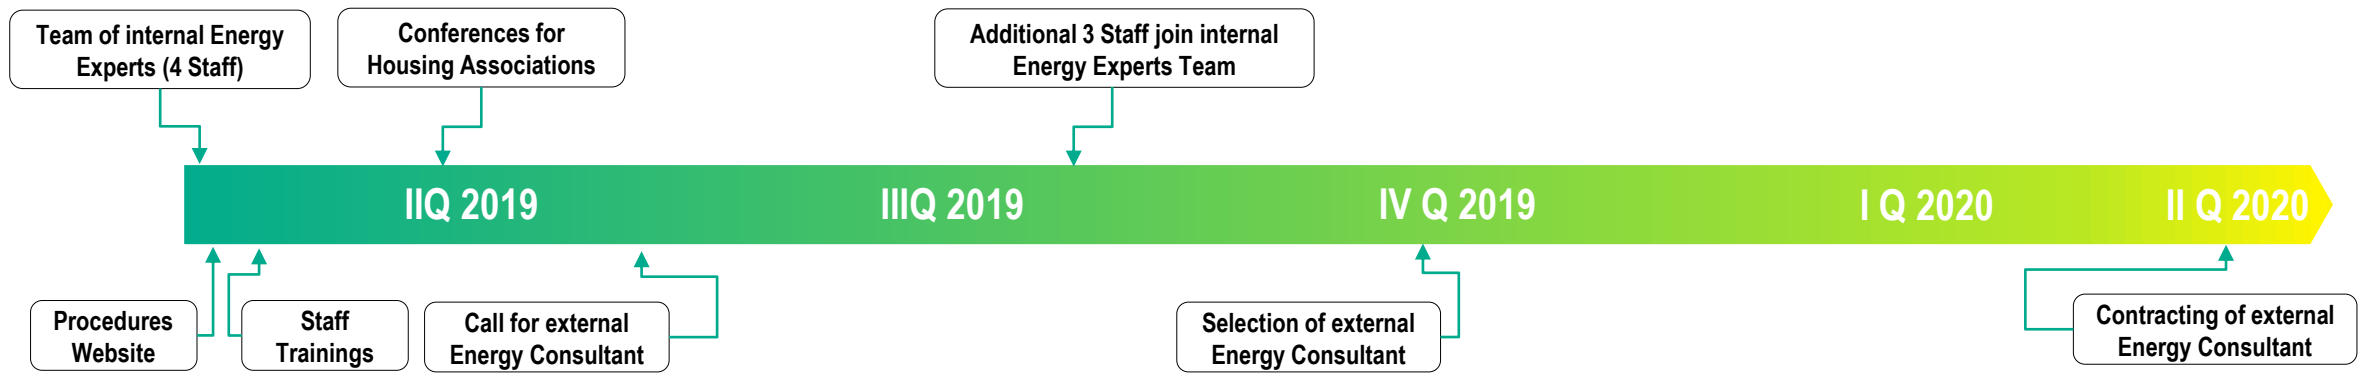 Team of internal Energy
Experts (4 Staff)
Conferences for
Housing Associations
Additional 3 Staff join internal
Energy Experts Team
IIQ 2019
IIIQ 2019
IV Q 2019
I Q 2020
II Q 2020
Procedures
Website
Staff
Trainings
Call for external
Energy Consultant
Selection of external
Energy Consultant
Contracting of external
Energy Consultant